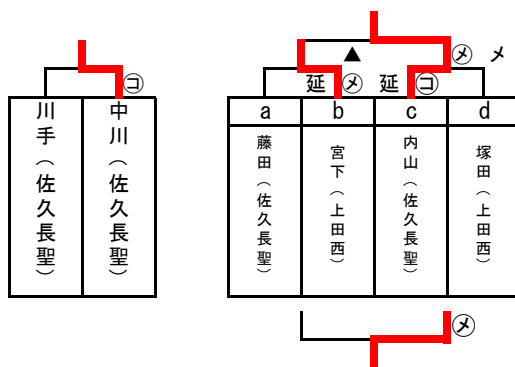 ▲
㋱ メ
㋙
延 ㋱ 延 ㋙
a b c d
川手（佐久長聖）
中川（佐久長聖）
藤田（佐久長聖）
宮下（上田西）
内山（佐久長聖）
塚田（上田西）
㋱